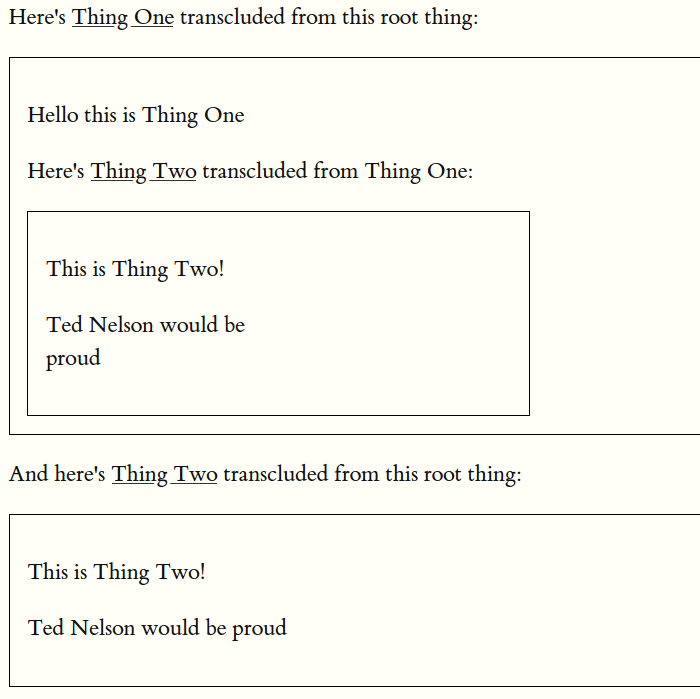 Here's Thing One transcluded from this root thing:
Hello this is Thing One
Here's Thing Two transcluded from Thing One:
This is Thing Two!
Ted Nelson would be
proud
And here's Thing Two transcluded from this root thing:
This is Thing Two!
Ted Nelson would be proud